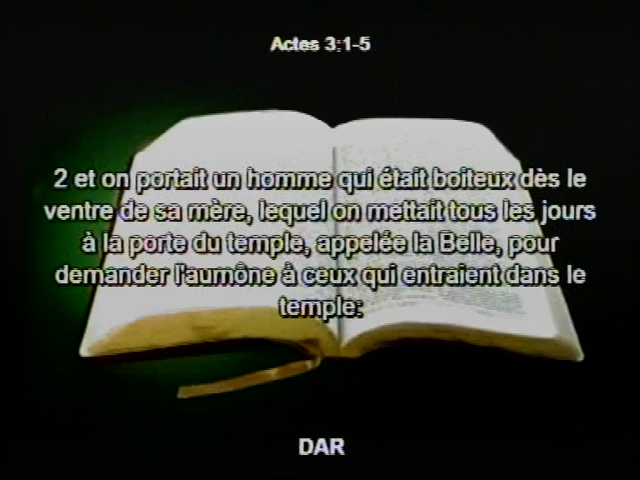 Actes 3:1-5
2 et on portait un homme qui était boiteux dès le
ventre de sa mère, lequel on mettait tous les jours
à la porte du temple, appelée la Belle, pour
demander l'aumône à ceux qui entraient dans le
temple:
DAR